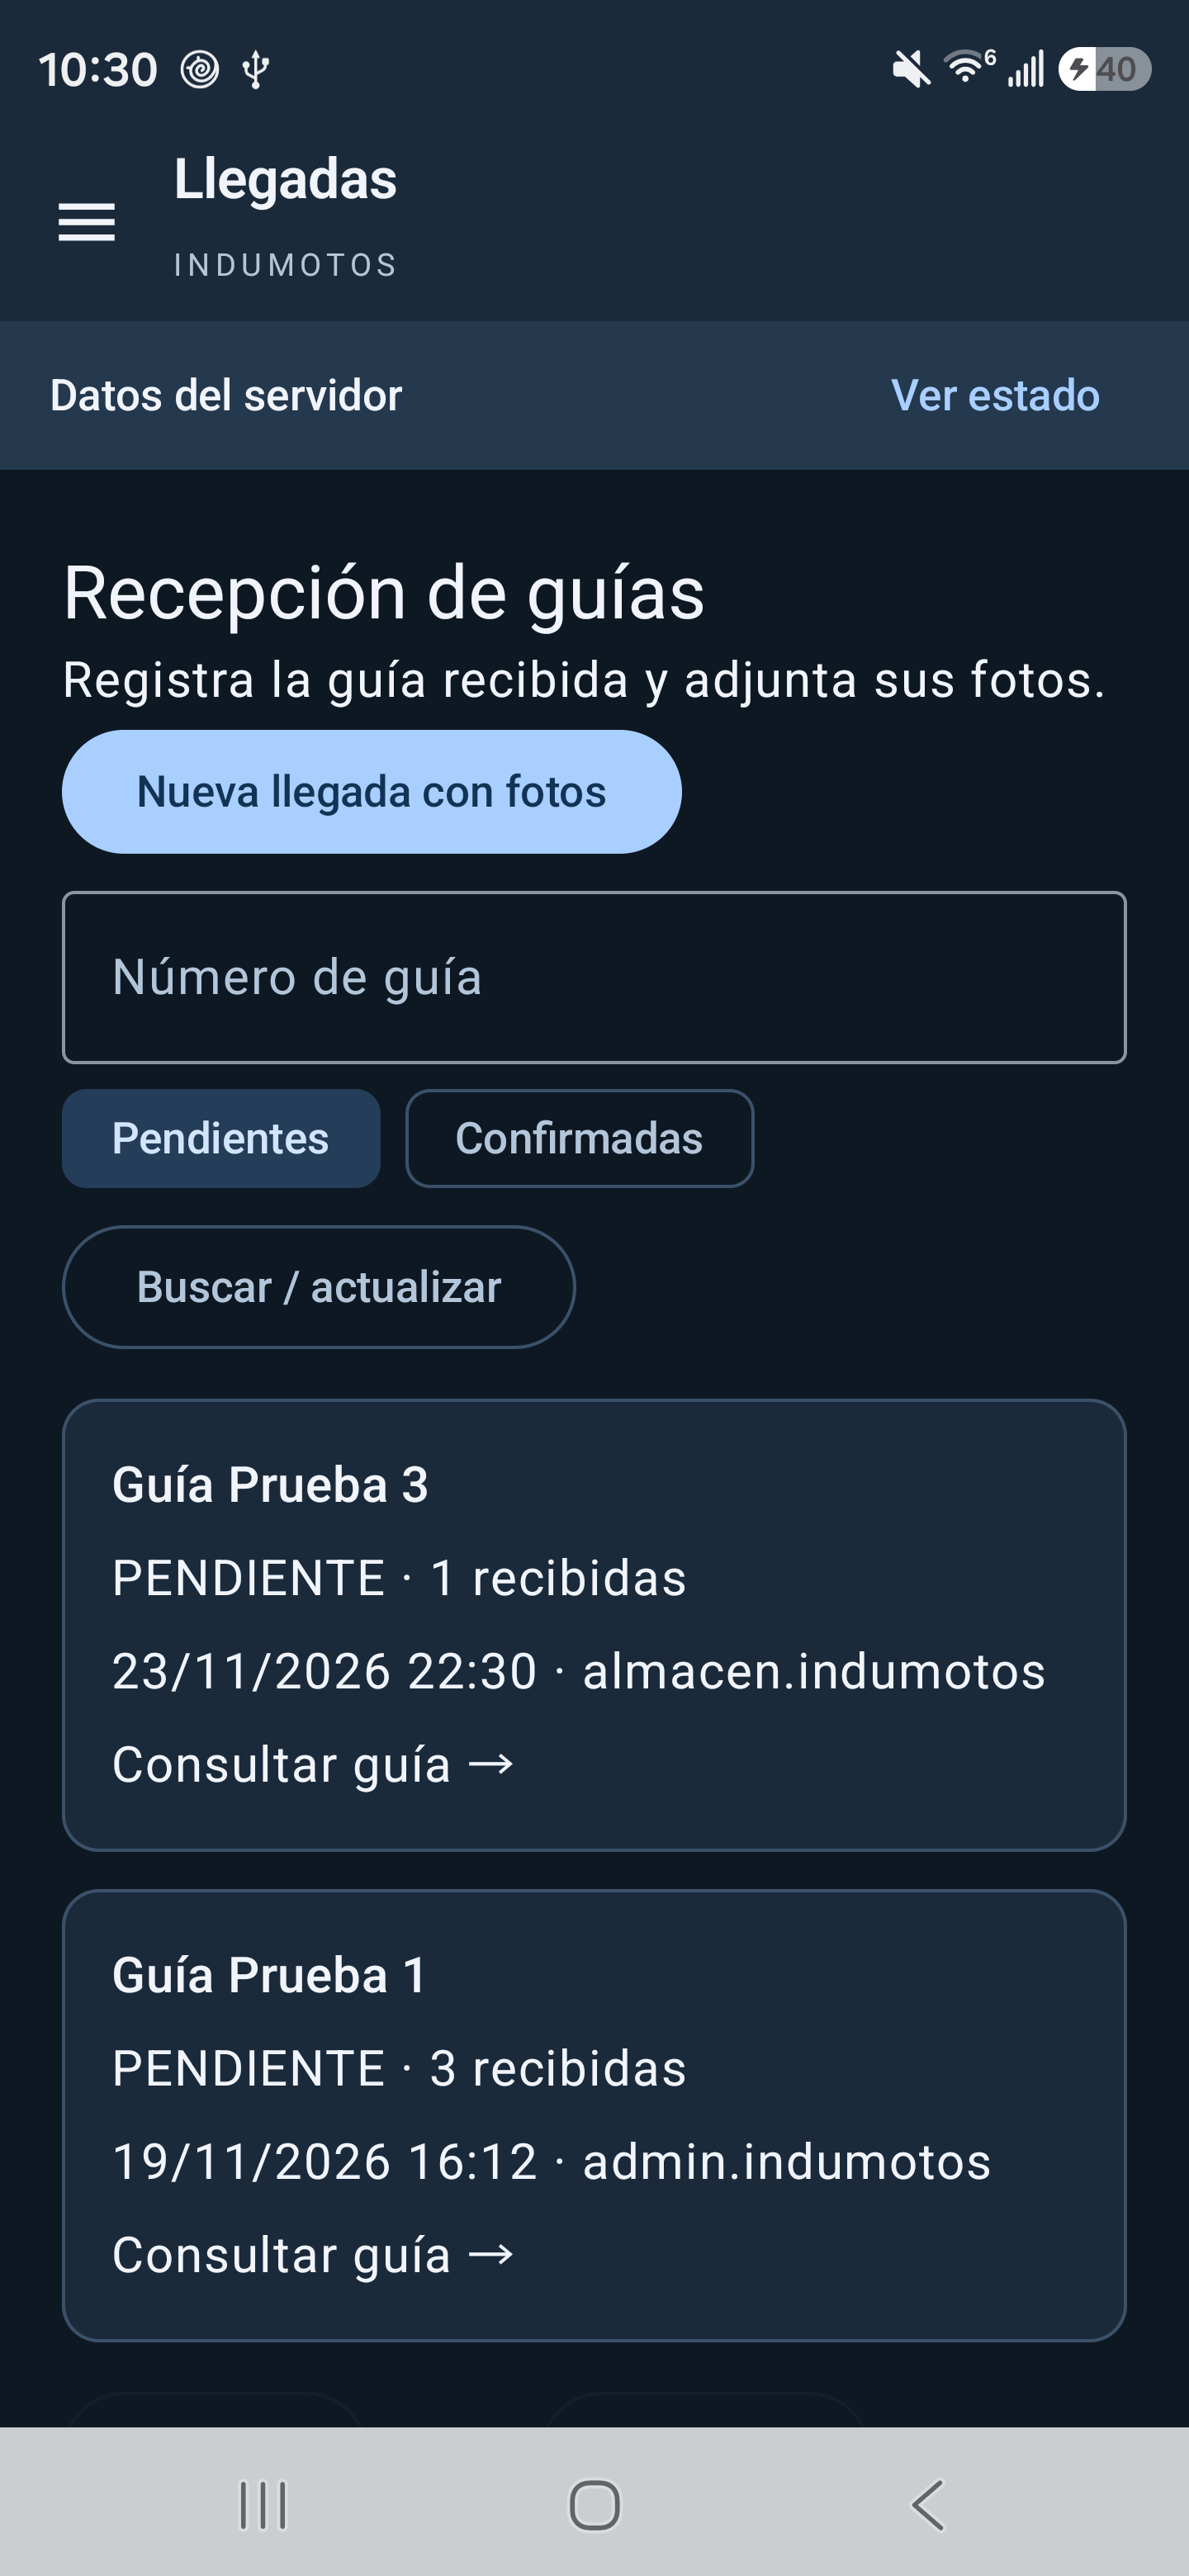 10:30
6
40
Llegadas
INDUMOTOS
Datos del servidor
Ver estado
Recepción de guías
Registra la guía recibida y adjunta sus fotos.
Nueva llegada con fotos
Número de guía
Pendientes
Confirmadas
Buscar / actualizar
Guía Prueba 3
PENDIENTE · 1 recibidas
23/11/2026 22:30 · almacen.indumotos
Consultar guía →
Guía Prueba 1
PENDIENTE · 3 recibidas
19/11/2026 16:12 · admin.indumotos
Consultar guía →